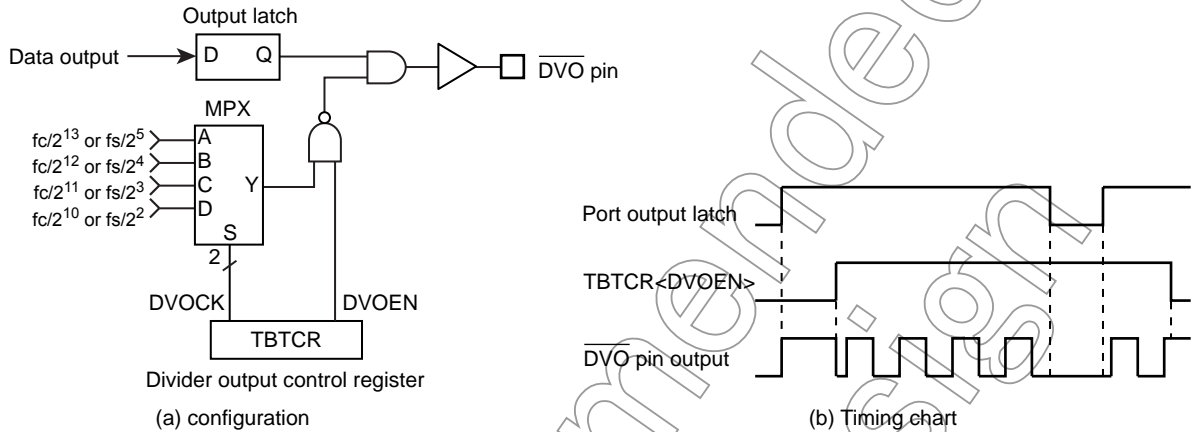 Output latch
Data output
D Q
DVO pin
MPX
fc/2^13 or fs/2^5
A
fc/2^12 or fs/2^4
B
fc/2^11 or fs/2^3
C
Y
fc/2^10 or fs/2^2
D
S
2
DVOCK
DVOEN
TBTCR
Divider output control register
(a) configuration
Port output latch
TBTCR<DVOEN>
DVO pin output
(b) Timing chart